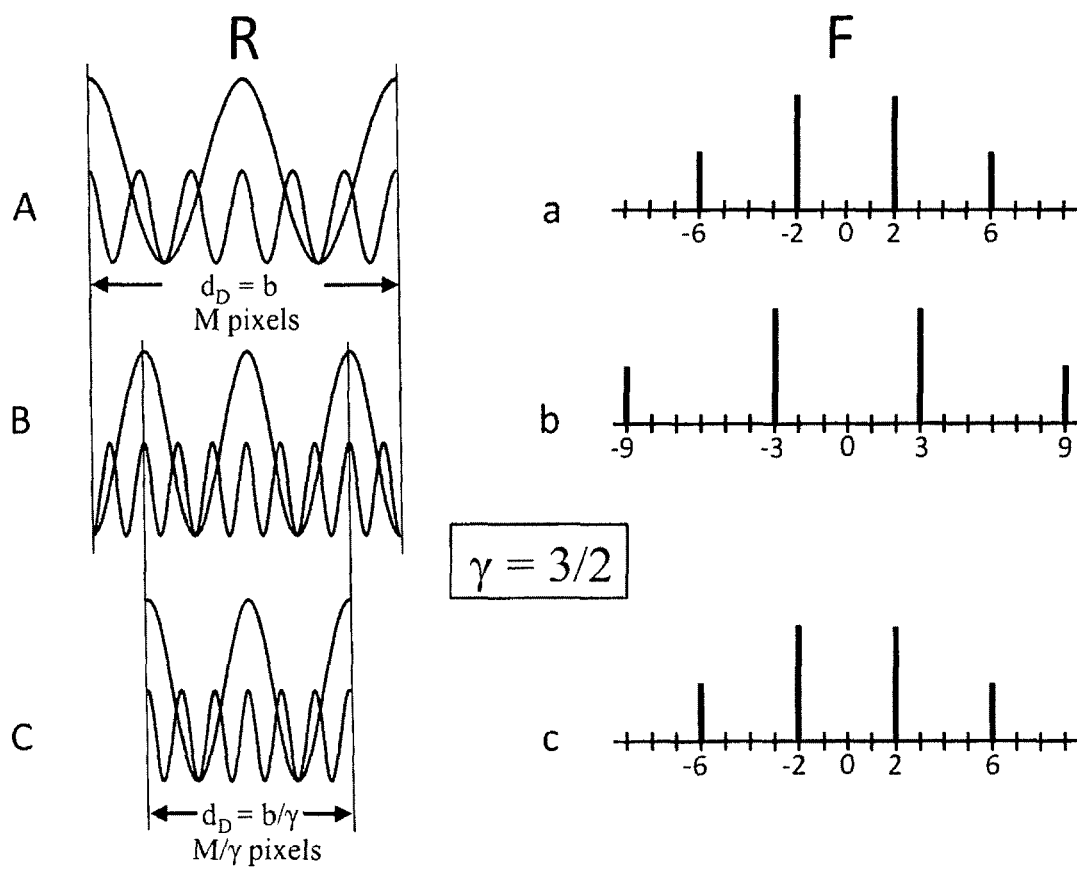 R
F
A
d_D = b
M pixels
a
-6 -2 0 2 6
B
b
-9 -3 0 3 9
γ = 3/2
C
d_D = b/γ
M/γ pixels
c
-6 -2 0 2 6